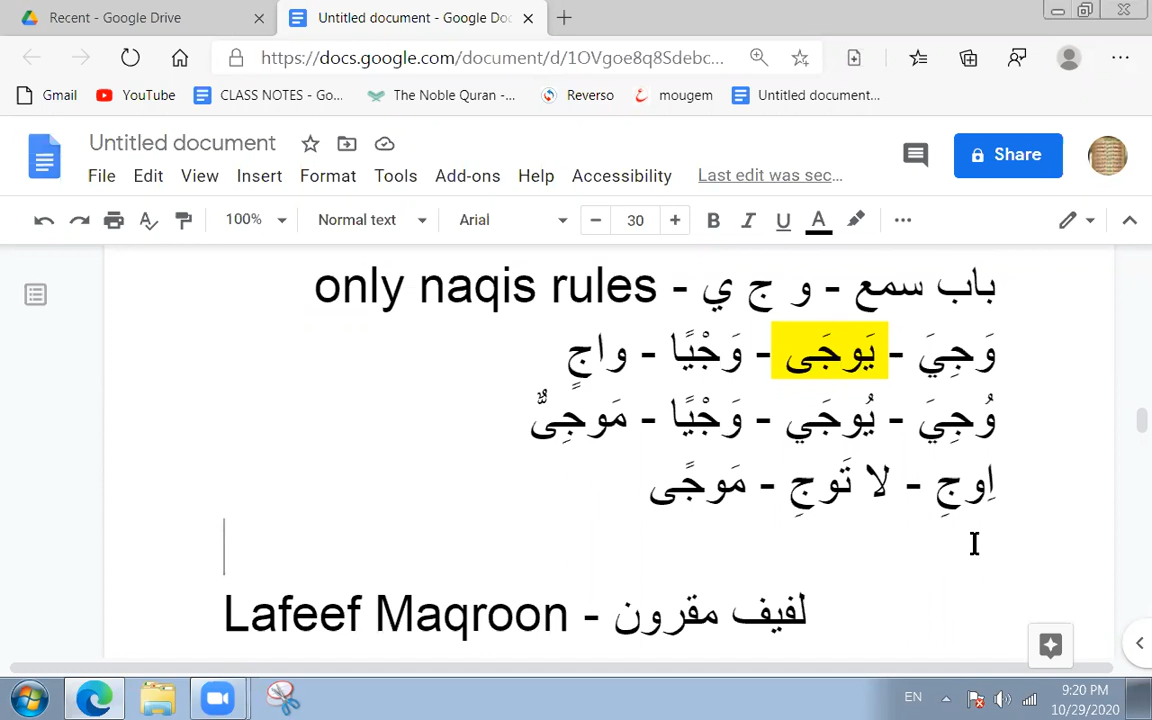 Recent - Google Drive
Untitled document - Google Doc
https://docs.google.com/document/d/1OVgoe8q8Sdebc...
Gmail YouTube CLASS NOTES - Go... The Noble Quran -... Reverso mougem Untitled document...
Untitled document
Share
File Edit View Insert Format Tools Add-ons Help Accessibility Last edit was sec...
100% Normal text Arial 30 B I U A
باب سمع - و ج ي - only naqis rules
وَجِيَ - يَوجَى - وَجْيًا - واجٍ
وُجِيَ - يُوجَي - وَجْيًا - مَوجِىٌّ
اِوجِ - لا تَوجِ - مَوجًى
Lafeef Maqroon - لفيف مقرون
EN 9:20 PM
10/29/2020